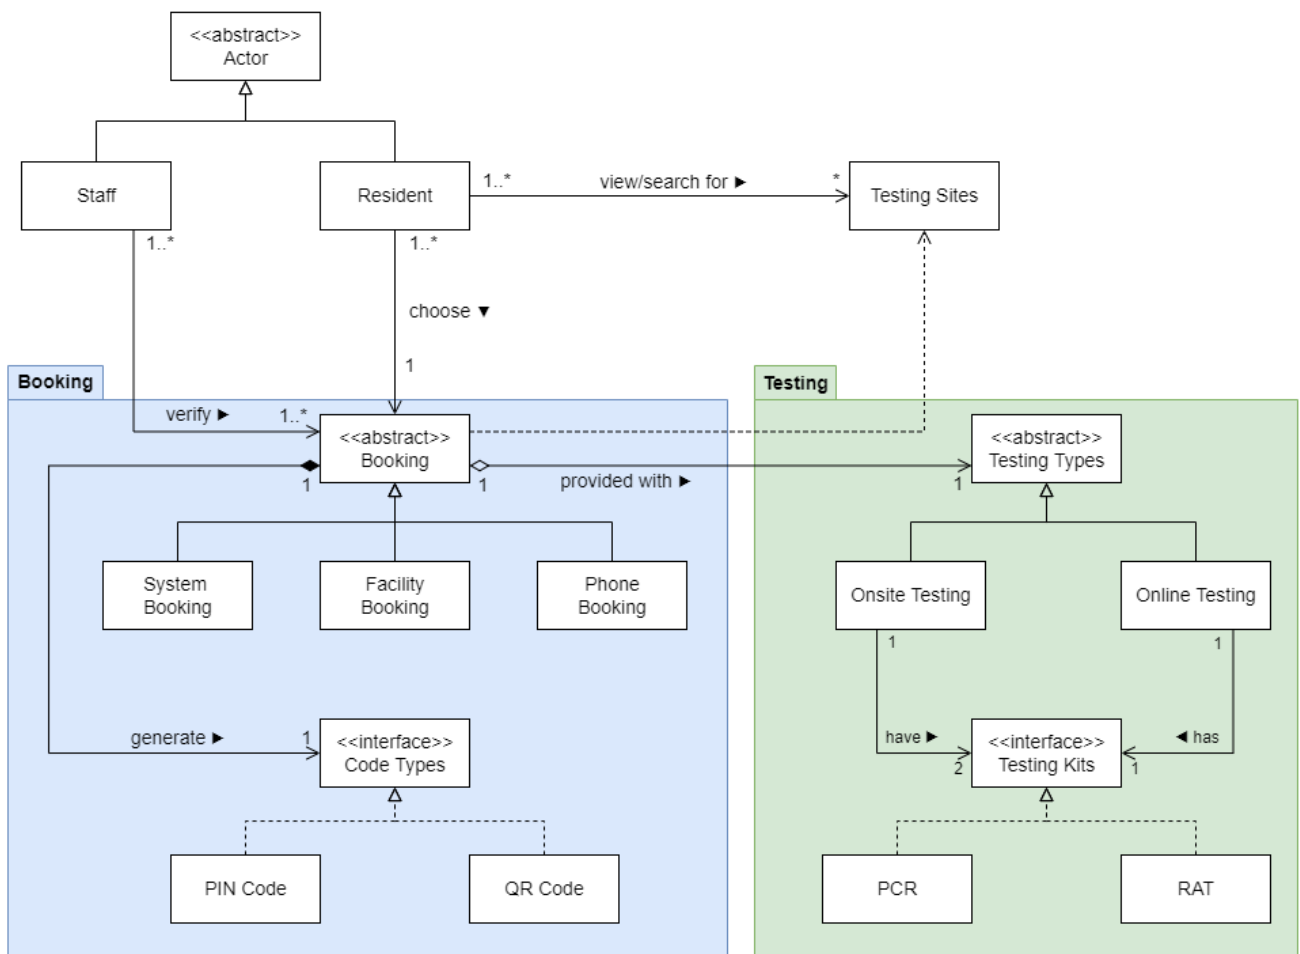 <<abstract>>
Actor
Staff
Resident
1..*
view/search for ►
*
Testing Sites
1..*
1..*
choose ▼
1
Booking
Testing
verify ►
1..*
<<abstract>>
Booking
1
1
provided with ►
1
<<abstract>>
Testing Types
System
Booking
Facility
Booking
Phone
Booking
Onsite Testing
Online Testing
1
1
generate ►
1
<<interface>>
Code Types
have ►
2
<<interface>>
Testing Kits
◄ has
1
PIN Code
QR Code
PCR
RAT